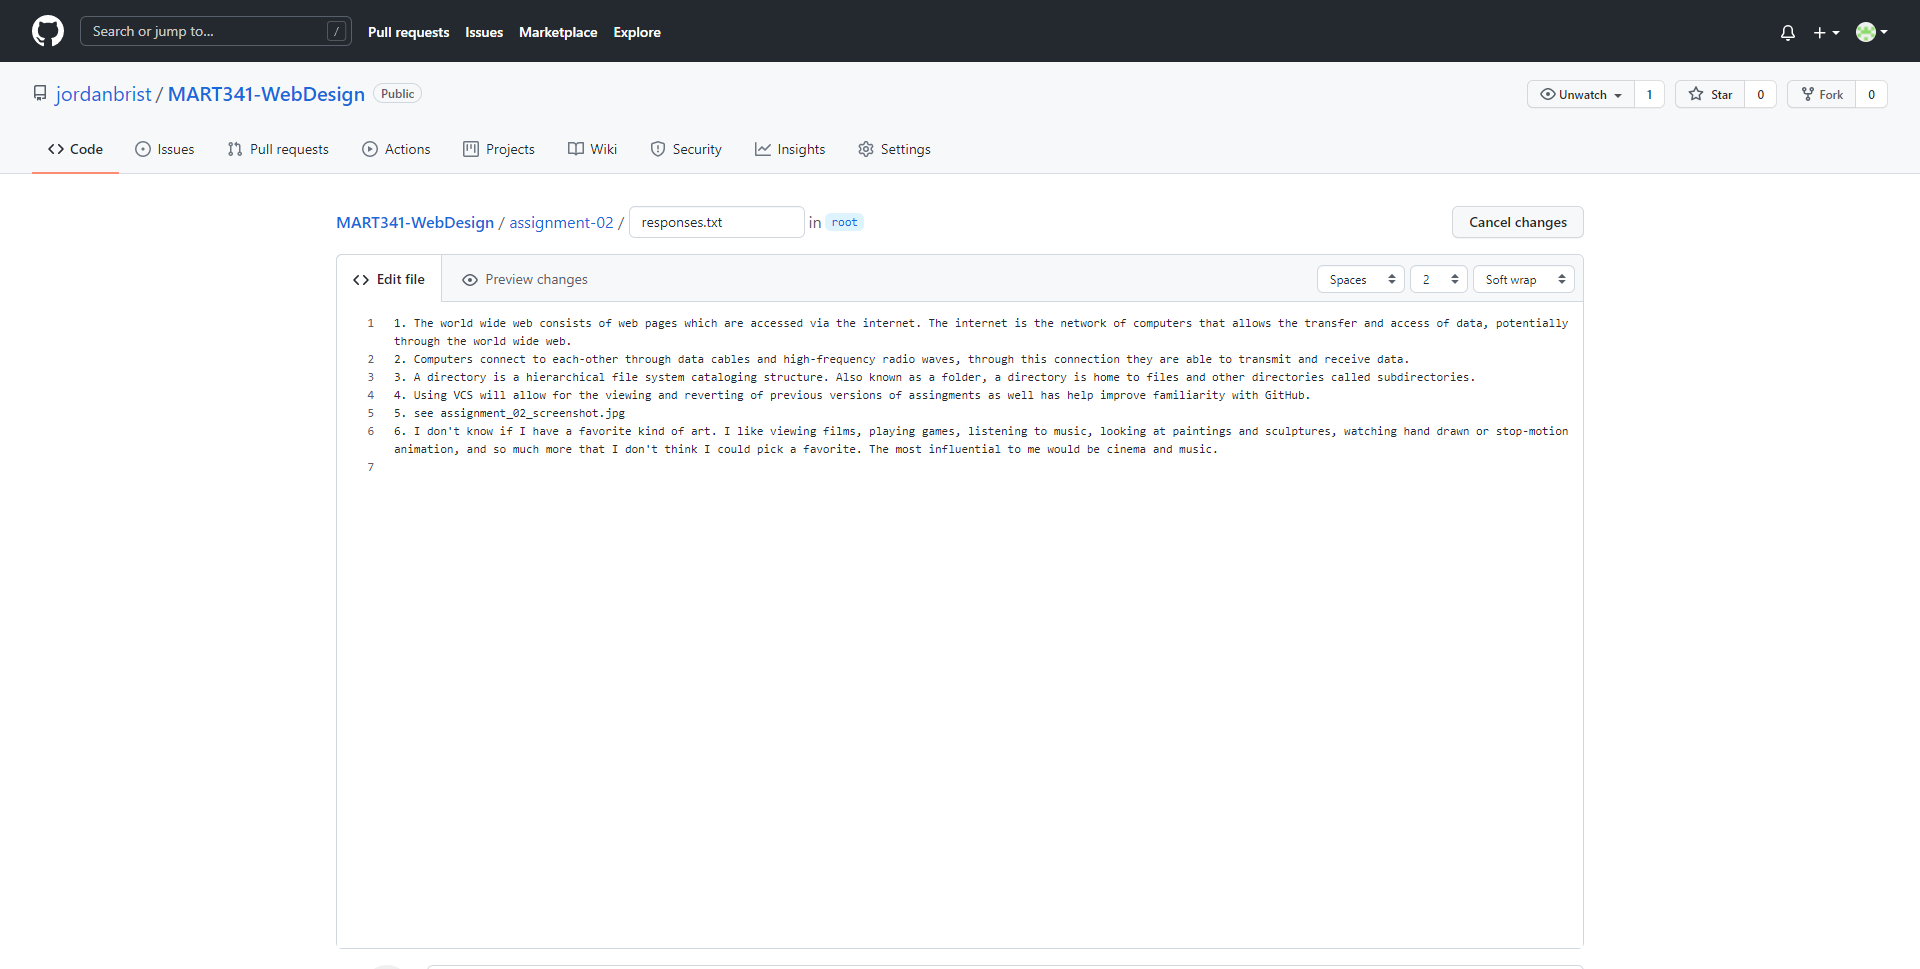 Search or jump to... /
Pull requests Issues Marketplace Explore
jordanbrist / MART341-WebDesign Public
Unwatch 1 Star 0 Fork 0
Code Issues Pull requests Actions Projects Wiki Security Insights Settings
MART341-WebDesign / assignment-02 / responses.txt in root Cancel changes
Edit file Preview changes Spaces 2 Soft wrap
1 1. The world wide web consists of web pages which are accessed via the internet. The internet is the network of computers that allows the transfer and access of data, potentially
through the world wide web.
2 2. Computers connect to each-other through data cables and high-frequency radio waves, through this connection they are able to transmit and receive data.
3 3. A directory is a hierarchical file system cataloging structure. Also known as a folder, a directory is home to files and other directories called subdirectories.
4 4. Using VCS will allow for the viewing and reverting of previous versions of assingments as well has help improve familiarity with GitHub.
5 5. see assignment_02_screenshot.jpg
6 6. I don't know if I have a favorite kind of art. I like viewing films, playing games, listening to music, looking at paintings and sculptures, watching hand drawn or stop-motion
animation, and so much more that I don't think I could pick a favorite. The most influential to me would be cinema and music.
7